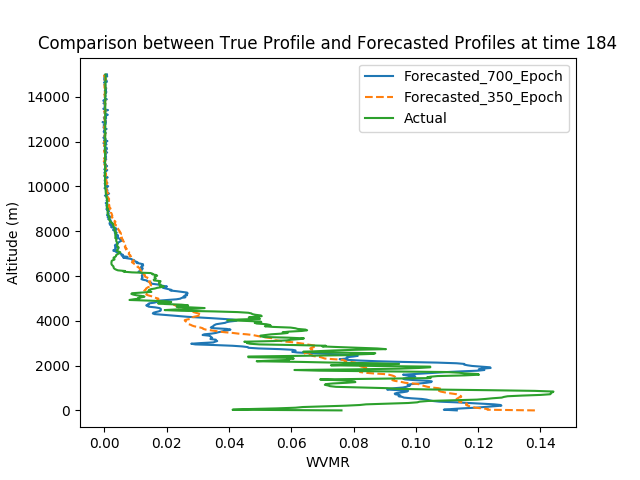 Comparison between True Profile and Forecasted Profiles at time 184
Forecasted_700_Epoch
Forecasted_350_Epoch
Actual
Altitude (m)
14000
12000
10000
8000
6000
4000
2000
0
0.00 0.02 0.04 0.06 0.08 0.10 0.12 0.14
WVMR